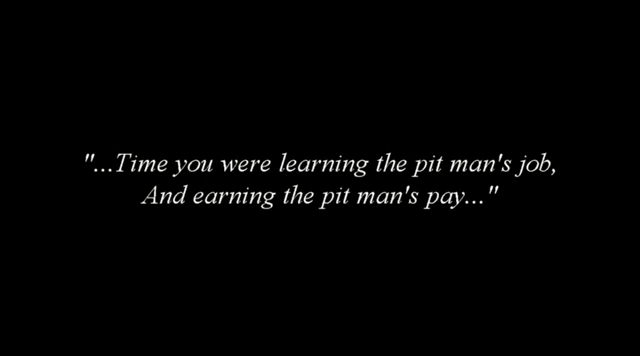 "...Time you were learning the pit man's job,
And earning the pit man's pay..."